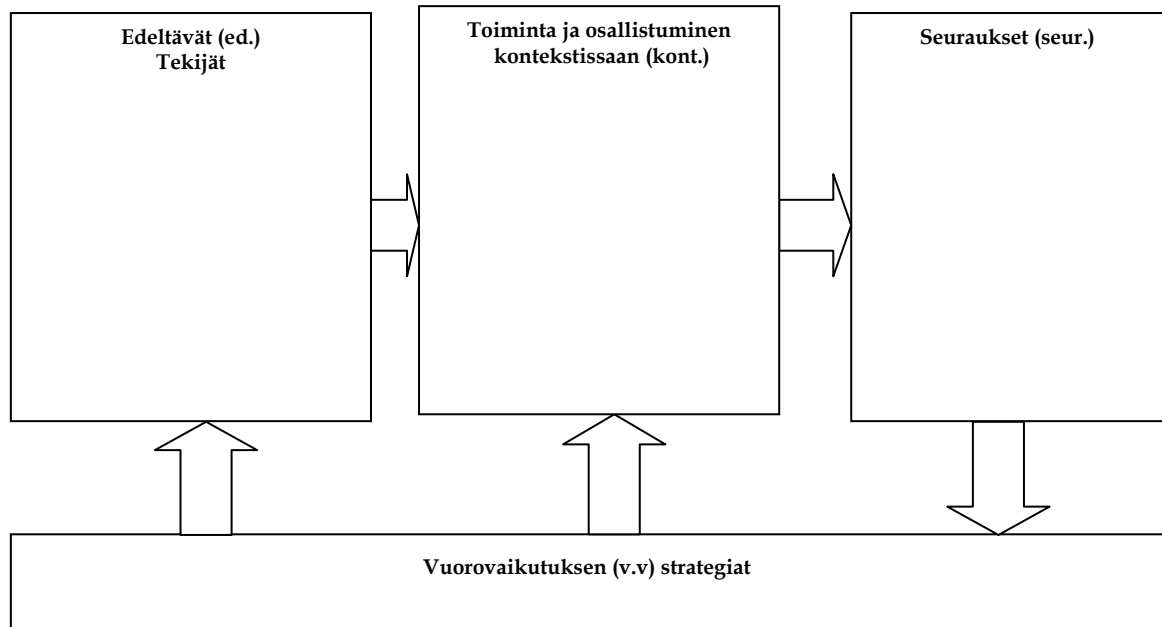 Edeltävät (ed.)
Tekijät
Toiminta ja osallistuminen
kontekstissaan (kont.)
Seuraukset (seur.)
Vuorovaikutuksen (v.v) strategiat